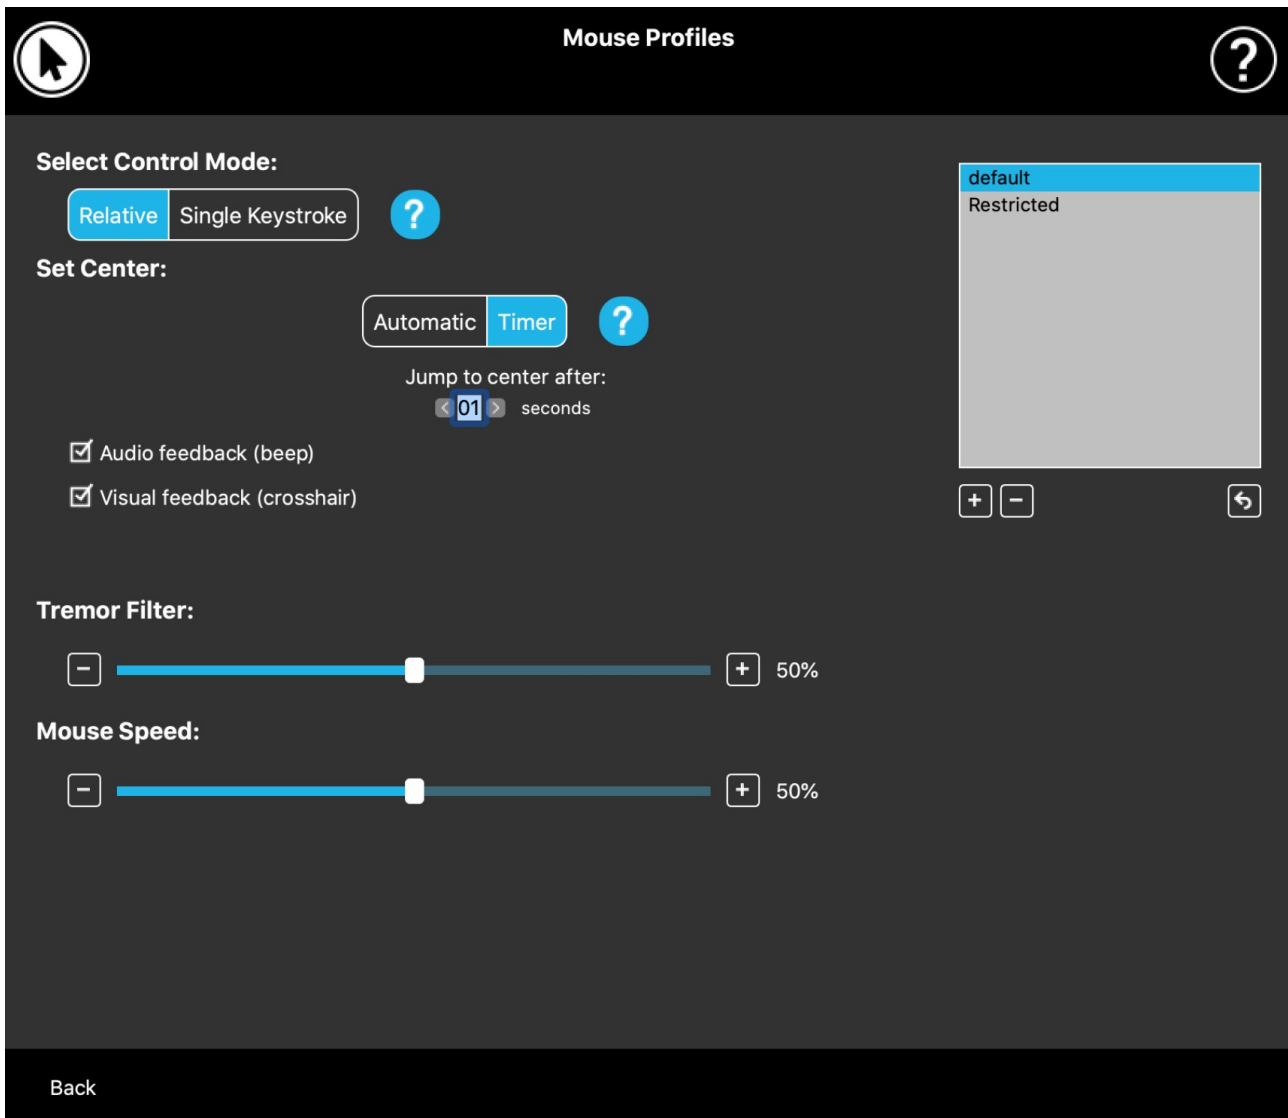 Mouse Profiles
?
Select Control Mode:
Relative Single Keystroke ?
Set Center:
Automatic Timer ?
Jump to center after:
< 01 > seconds
Audio feedback (beep)
Visual feedback (crosshair)
default
Restricted
+ −
Tremor Filter:
− + 50%
Mouse Speed:
− + 50%
Back